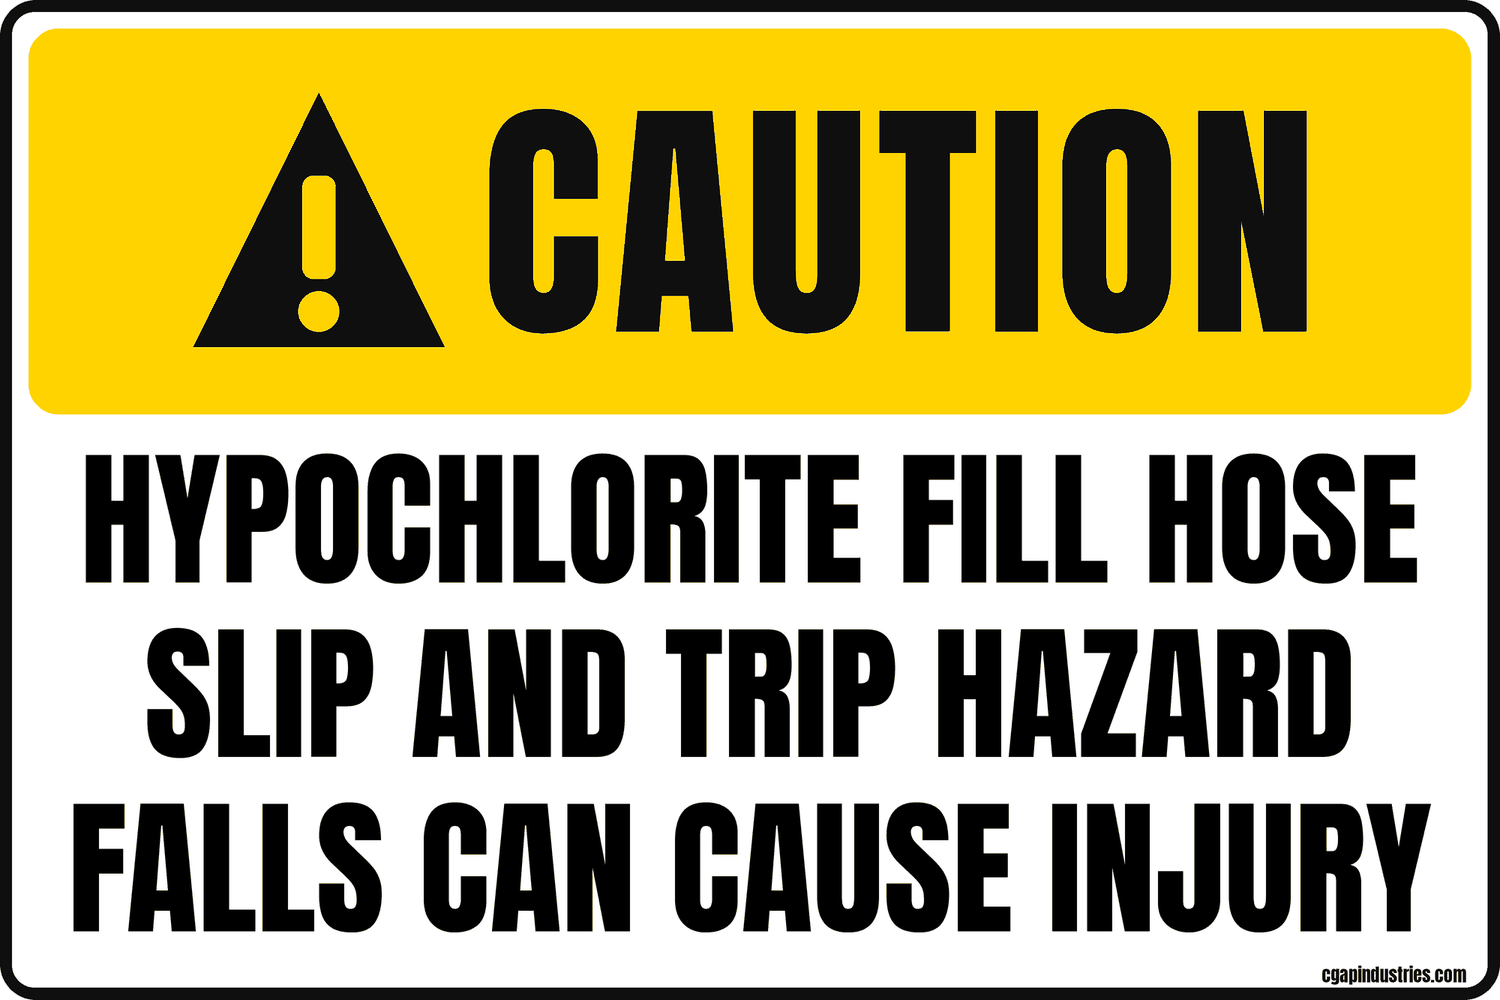 CAUTION
HYPOCHLORITE FILL HOSE
SLIP AND TRIP HAZARD
FALLS CAN CAUSE INJURY
cgapindustries.com